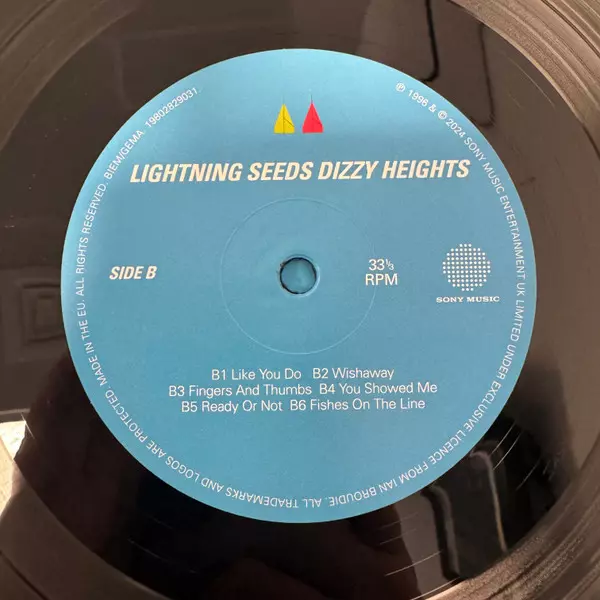 LIGHTNING SEEDS DIZZY HEIGHTS
SIDE B
33⅓
RPM
SONY MUSIC
B1 Like You Do B2 Wishaway
B3 Fingers And Thumbs B4 You Showed Me
B5 Ready Or Not B6 Fishes On The Line
℗ 1996 & © 2024 SONY MUSIC ENTERTAINMENT UK LIMITED UNDER EXCLUSIVE LICENCE FROM IAN BROUDIE. ALL TRADEMARKS AND LOGOS ARE PROTECTED MADE IN THE EU. ALL RIGHTS RESERVED. BIEM/GEMA. 19802829031